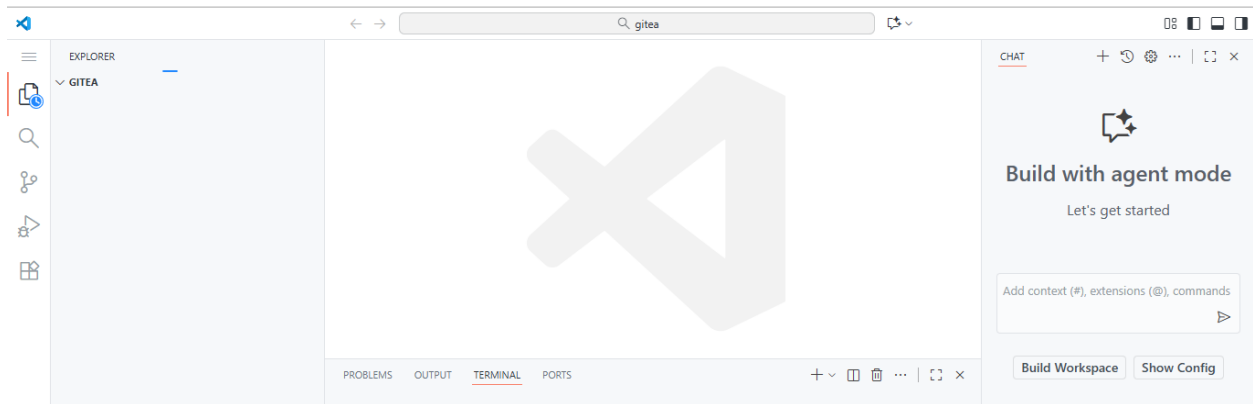 gitea
EXPLORER
GITEA
PROBLEMS OUTPUT TERMINAL PORTS
CHAT
Build with agent mode
Let's get started
Add context (#), extensions (@), commands
Build Workspace Show Config